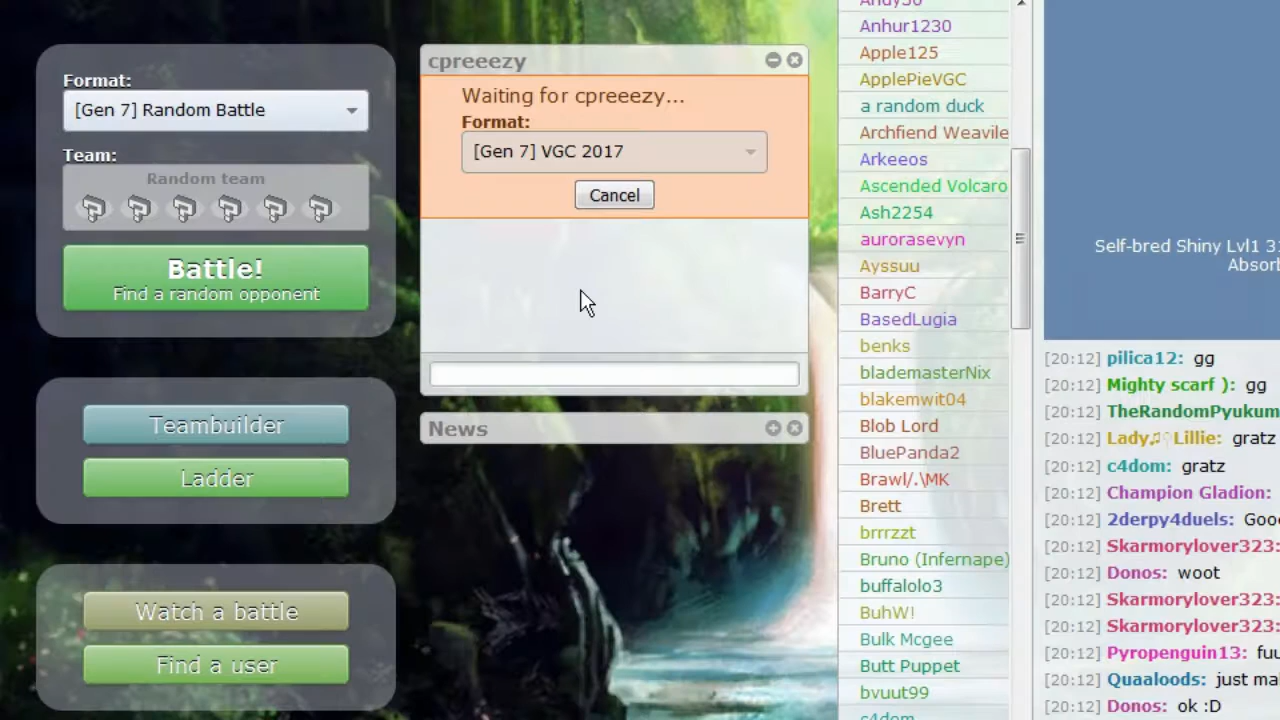 Format:
[Gen 7] Random Battle
Team:
Random team
Battle!
Find a random opponent
Teambuilder
Ladder
Watch a battle
Find a user
cpreeezy
Waiting for cpreeezy...
Format:
[Gen 7] VGC 2017
Cancel
News
Andy50
Anhur1230
Apple125
ApplePieVGC
a random duck
Archfiend Weavile
Arkeeos
Ascended Volcaro
Ash2254
aurorasevyn
Ayssuu
BarryC
BasedLugia
benks
blademasterNix
blakemwit04
Blob Lord
BluePanda2
Brawl/.\MK
Brett
brrrzzt
Bruno (Infernape)
buffalolo3
BuhW!
Bulk Mcgee
Butt Puppet
bvuut99
c4dom
Self-bred Shiny Lvl1 3
Absorb
[20:12] pilica12: gg
[20:12] Mighty scarf ): gg
[20:12] TheRandomPyukum
[20:12] Lady♫♡Lillie: gratz
[20:12] c4dom: gratz
[20:12] Champion Gladion:
[20:12] 2derpy4duels: Goo
[20:12] Skarmorylover323:
[20:12] Donos: woot
[20:12] Skarmorylover323:
[20:12] Skarmorylover323:
[20:12] Pyropenguin13: fuu
[20:12] Quaaloods: just ma
[20:12] Donos: ok :D